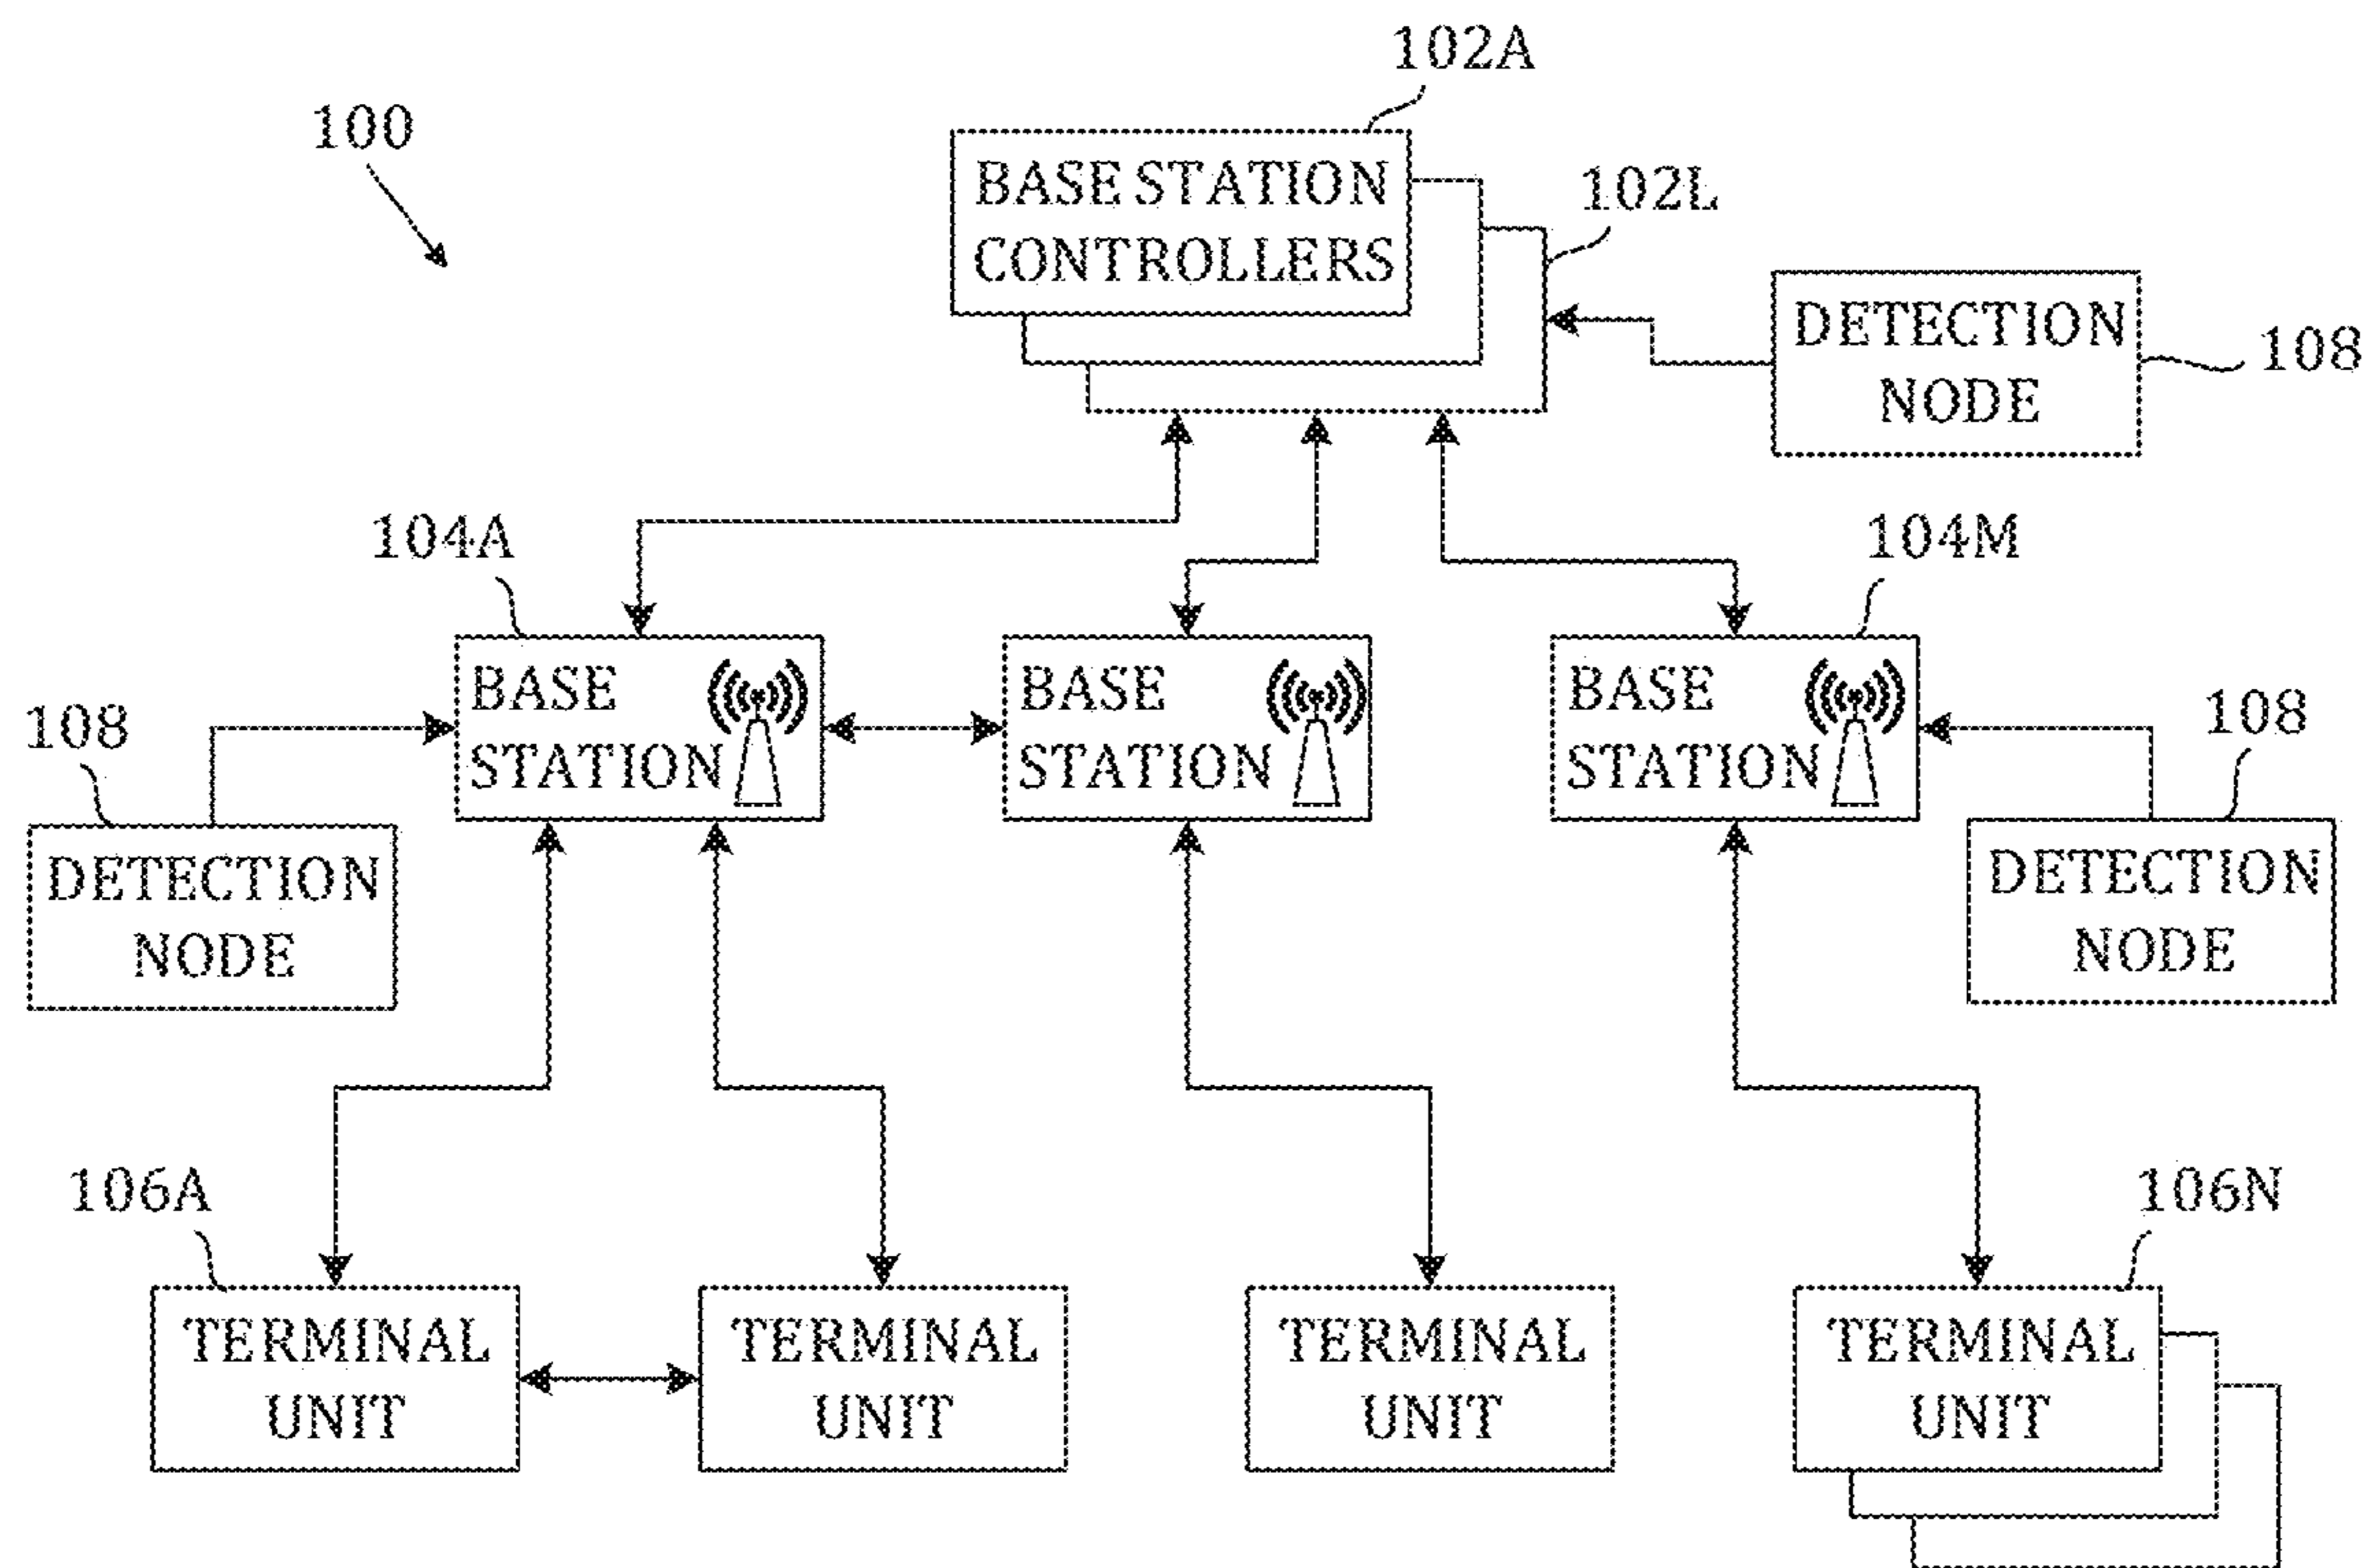 102A
100
BASE STATION
CONTROLLERS
102L
DETECTION
NODE
108
104A
104M
BASE
STATION
BASE
STATION
BASE
STATION
108
108
DETECTION
NODE
DETECTION
NODE
106A
106N
TERMINAL
UNIT
TERMINAL
UNIT
TERMINAL
UNIT
TERMINAL
UNIT